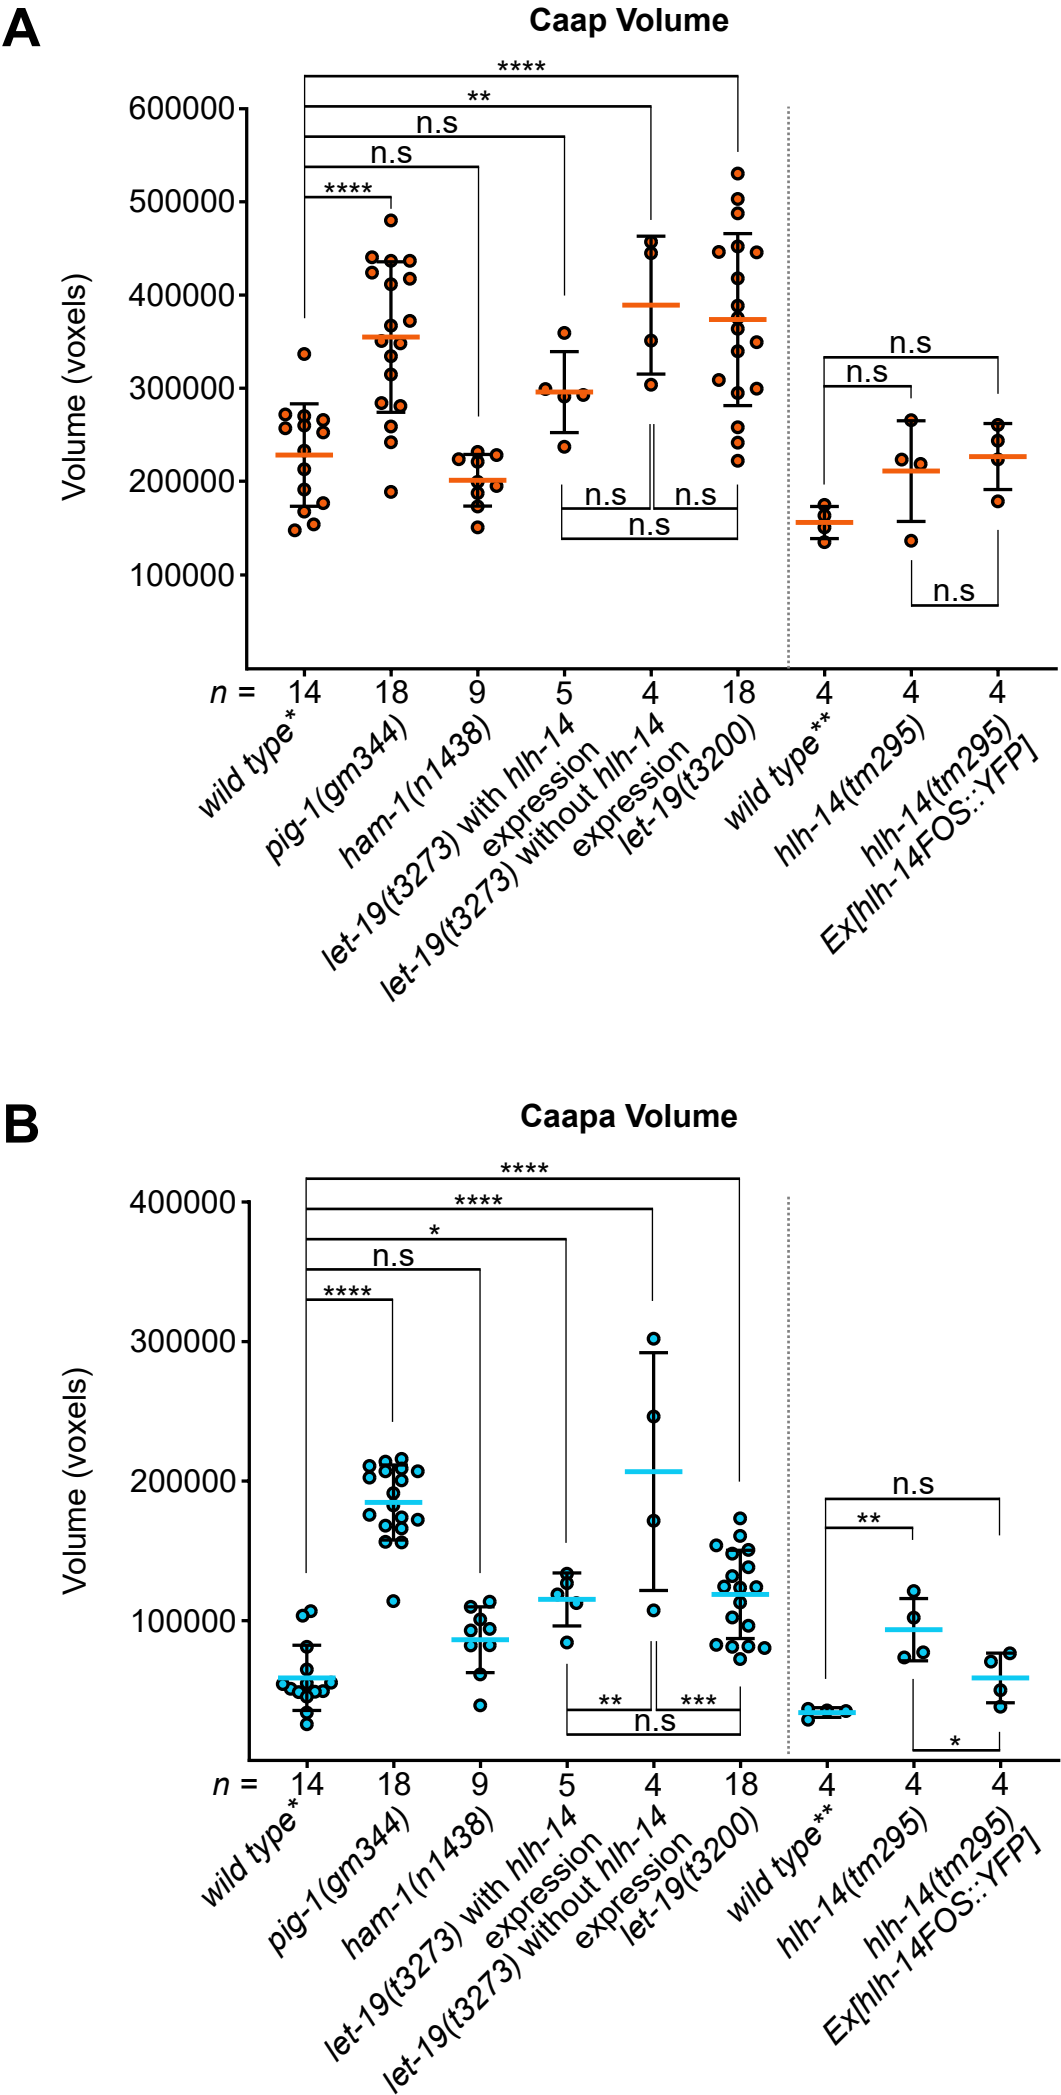 A
Caap Volume
****
**
n.s
n.s
****
600000
500000
400000
300000
200000
100000
Volume (voxels)
n.s
n.s
n.s
n.s
n.s
n.s
n = 14 18 9 5 4 18 4 4 4
wild type*
pig-1(gm344)
ham-1(n1438)
let-19(t3273) with hlh-14
expression
let-19(t3273) without hlh-14
expression
let-19(t3200)
wild type**
hlh-14(tm295)
hlh-14(tm295)
Ex[hlh-14FOS::YFP]
B
Caapa Volume
****
****
*
n.s
****
400000
300000
200000
100000
Volume (voxels)
n.s
**
** ***
n.s
*
n = 14 18 9 5 4 18 4 4 4
wild type*
pig-1(gm344)
ham-1(n1438)
let-19(t3273) with hlh-14
expression
let-19(t3273) without hlh-14
expression
let-19(t3200)
wild type**
hlh-14(tm295)
hlh-14(tm295)
Ex[hlh-14FOS::YFP]